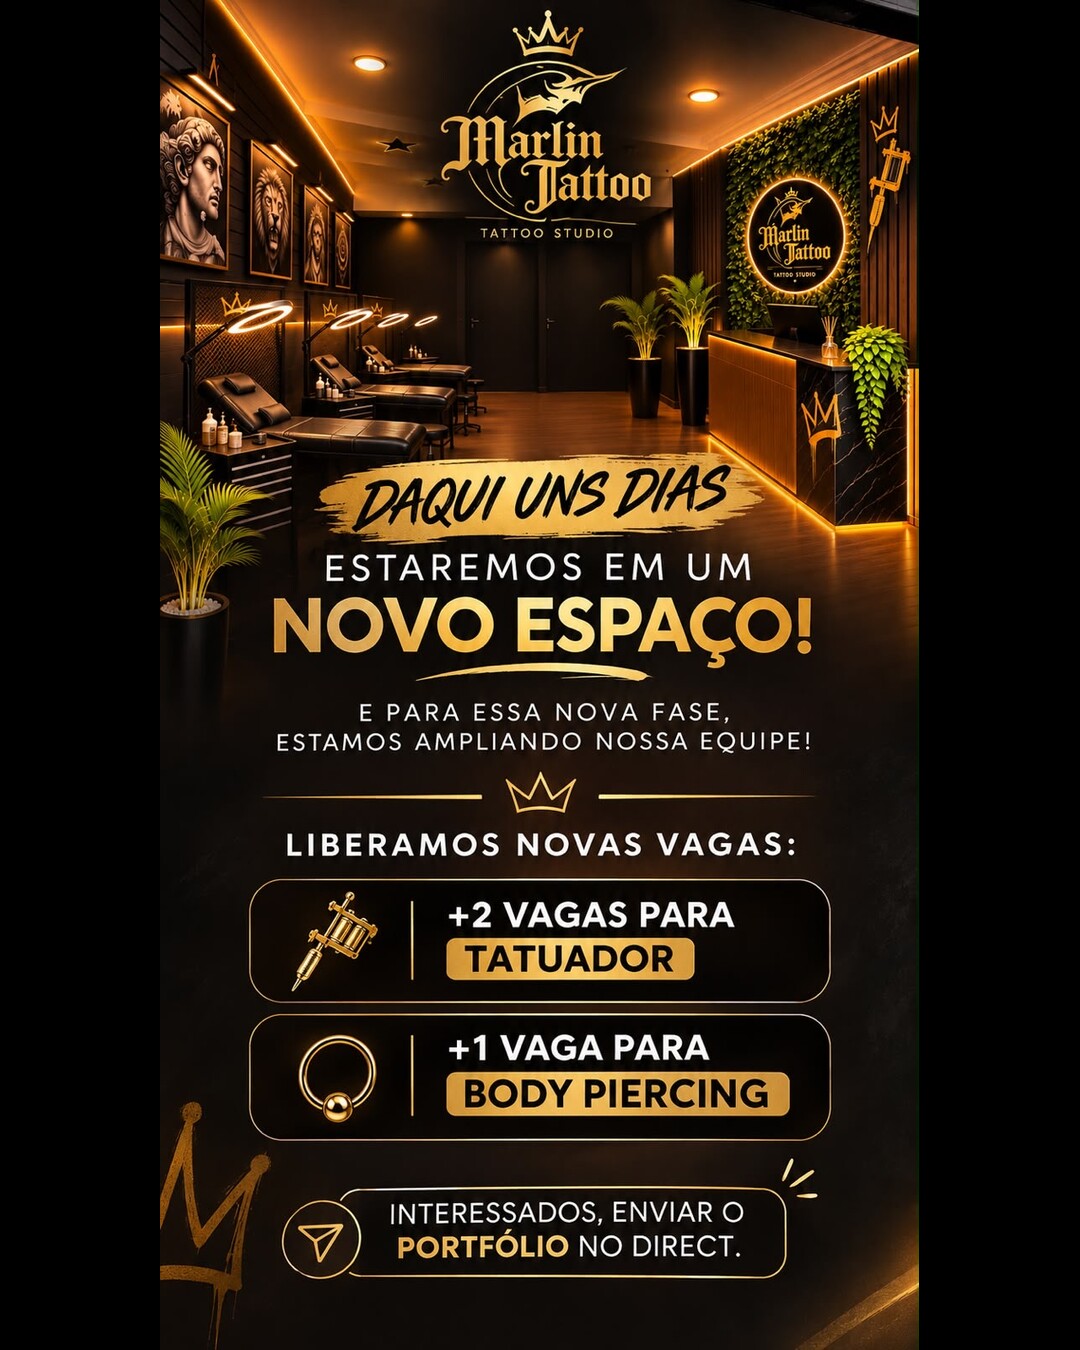 Marlin
Tattoo
TATTOO STUDIO
Marlin
Tattoo
TATTOO STUDIO
DAQUI UNS DIAS
ESTAREMOS EM UM
NOVO ESPAÇO!
E PARA ESSA NOVA FASE,
ESTAMOS AMPLIANDO NOSSA EQUIPE!
LIBERAMOS NOVAS VAGAS:
+2 VAGAS PARA
TATUADOR
+1 VAGA PARA
BODY PIERCING
INTERESSADOS, ENVIAR O
PORTFÓLIO NO DIRECT.